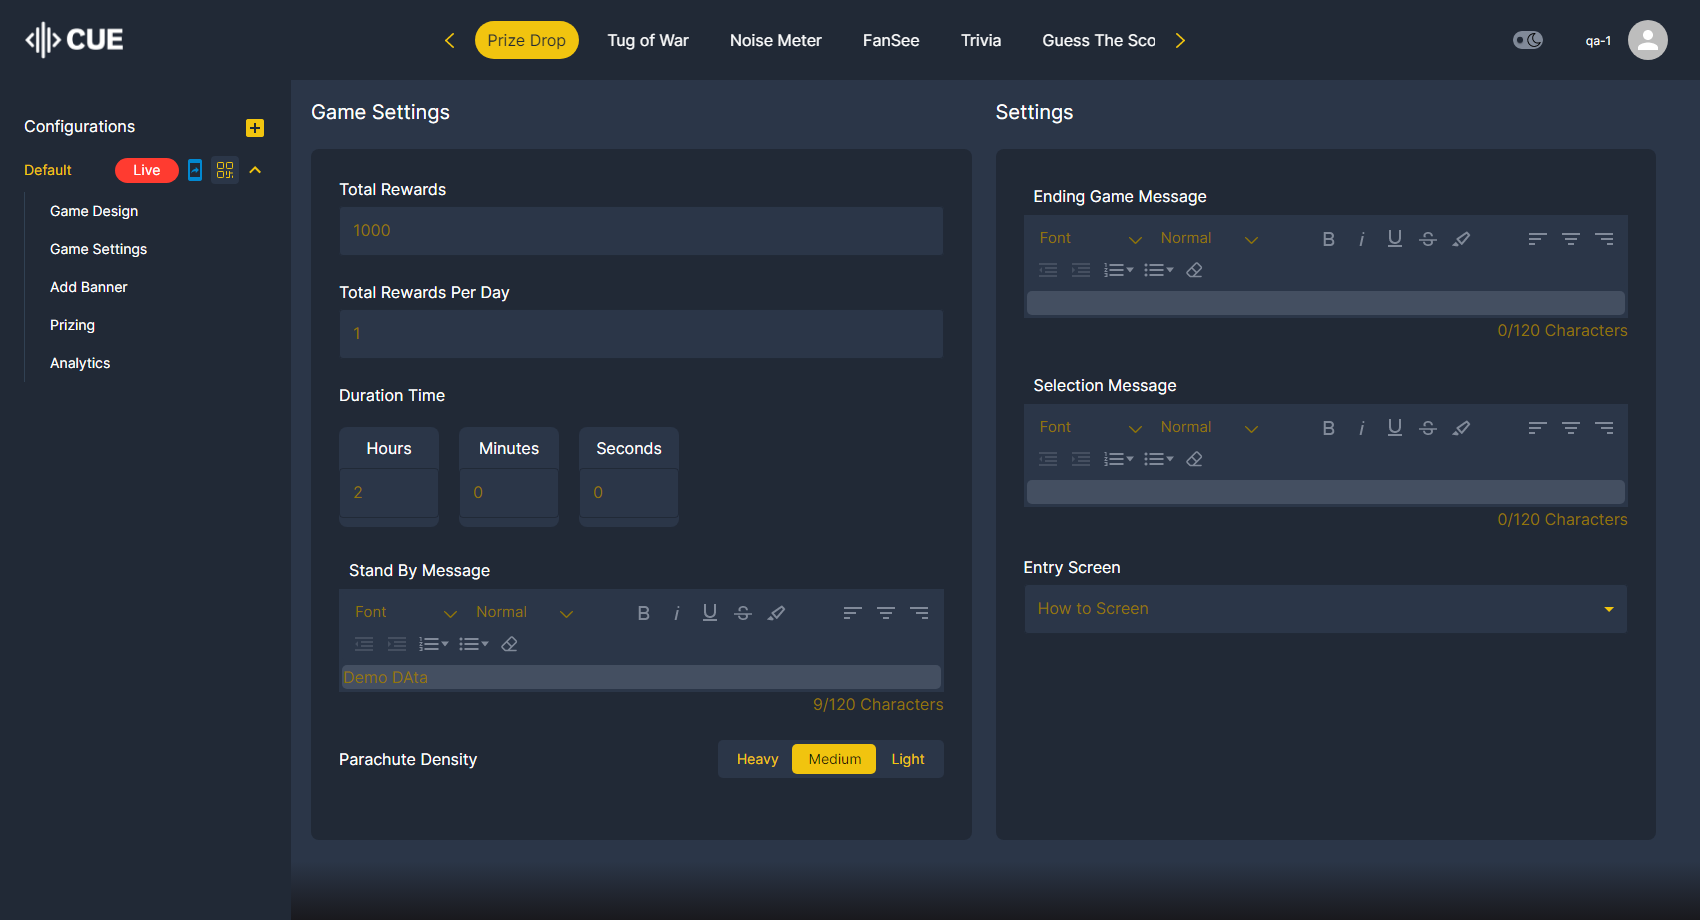 CUE
Prize Drop
Tug of War
Noise Meter
FanSee
Trivia
Guess The Sco
qa-1
Configurations
Default
Live
Game Design
Game Settings
Add Banner
Prizing
Analytics
Game Settings
Total Rewards
1000
Total Rewards Per Day
1
Duration Time
Hours Minutes Seconds
2 0 0
Stand By Message
Font Normal
Demo DAta
9/120 Characters
Parachute Density
Heavy Medium Light
Settings
Ending Game Message
Font Normal
0/120 Characters
Selection Message
Font Normal
0/120 Characters
Entry Screen
How to Screen